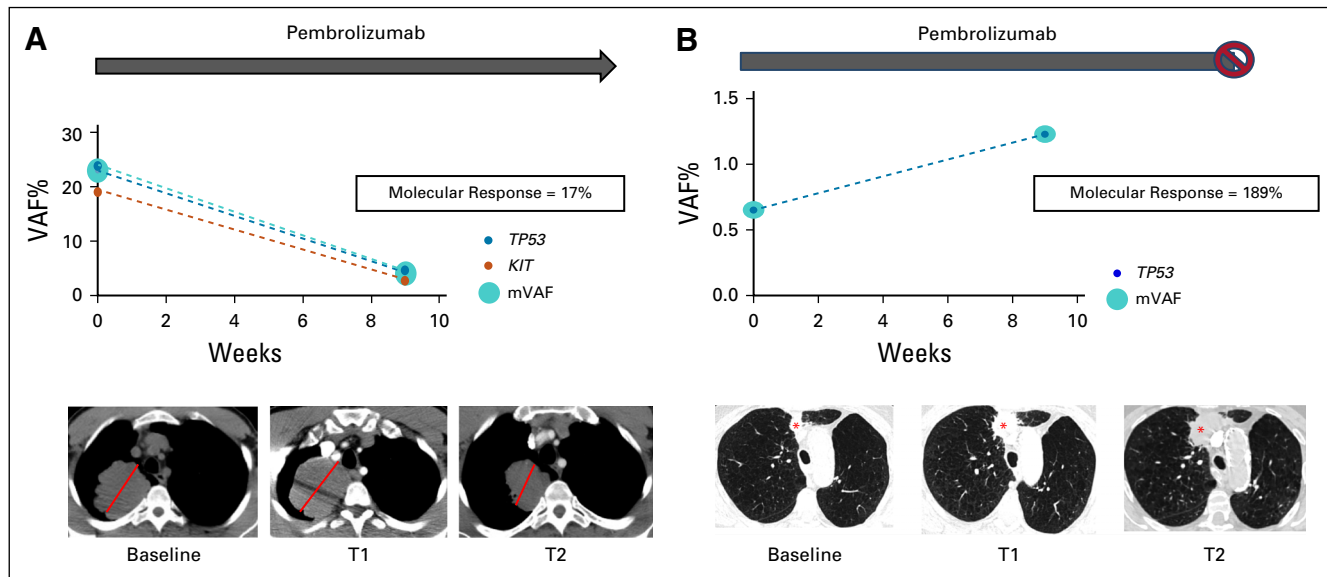 A
Pembrolizumab
30
20
10
0
VAF%
0 2 4 6 8 10
Weeks
Molecular Response = 17%
TP53
KIT
mVAF
Baseline T1 T2
B
Pembrolizumab
1.5
1.0
0.5
0.0
VAF%
0 2 4 6 8 10
Weeks
Molecular Response = 189%
TP53
mVAF
* * *
Baseline T1 T2